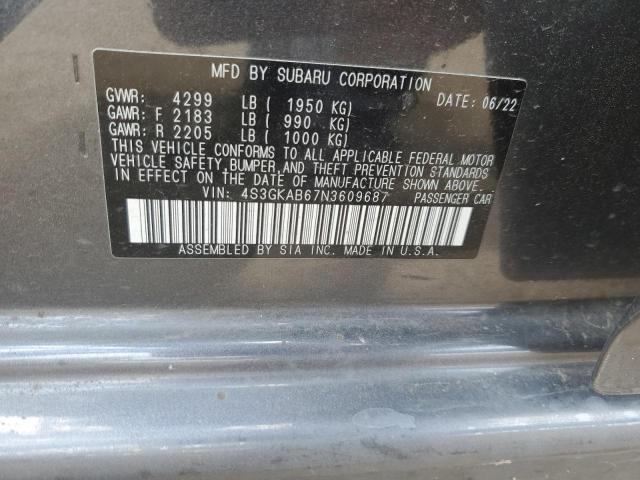 MFD BY SUBARU CORPORATION
GVWR: 4299 LB ( 1950 KG) DATE: 06/22
GAWR: F 2183 LB ( 990 KG)
GAWR: R 2205 LB ( 1000 KG)
THIS VEHICLE CONFORMS TO ALL APPLICABLE FEDERAL MOTOR
VEHICLE SAFETY, BUMPER, AND THEFT PREVENTION STANDARDS
IN EFFECT ON THE DATE OF MANUFACTURE SHOWN ABOVE.
VIN: 4S3GKAB67N3609687 PASSENGER CAR
ASSEMBLED BY SIA INC. MADE IN U.S.A.